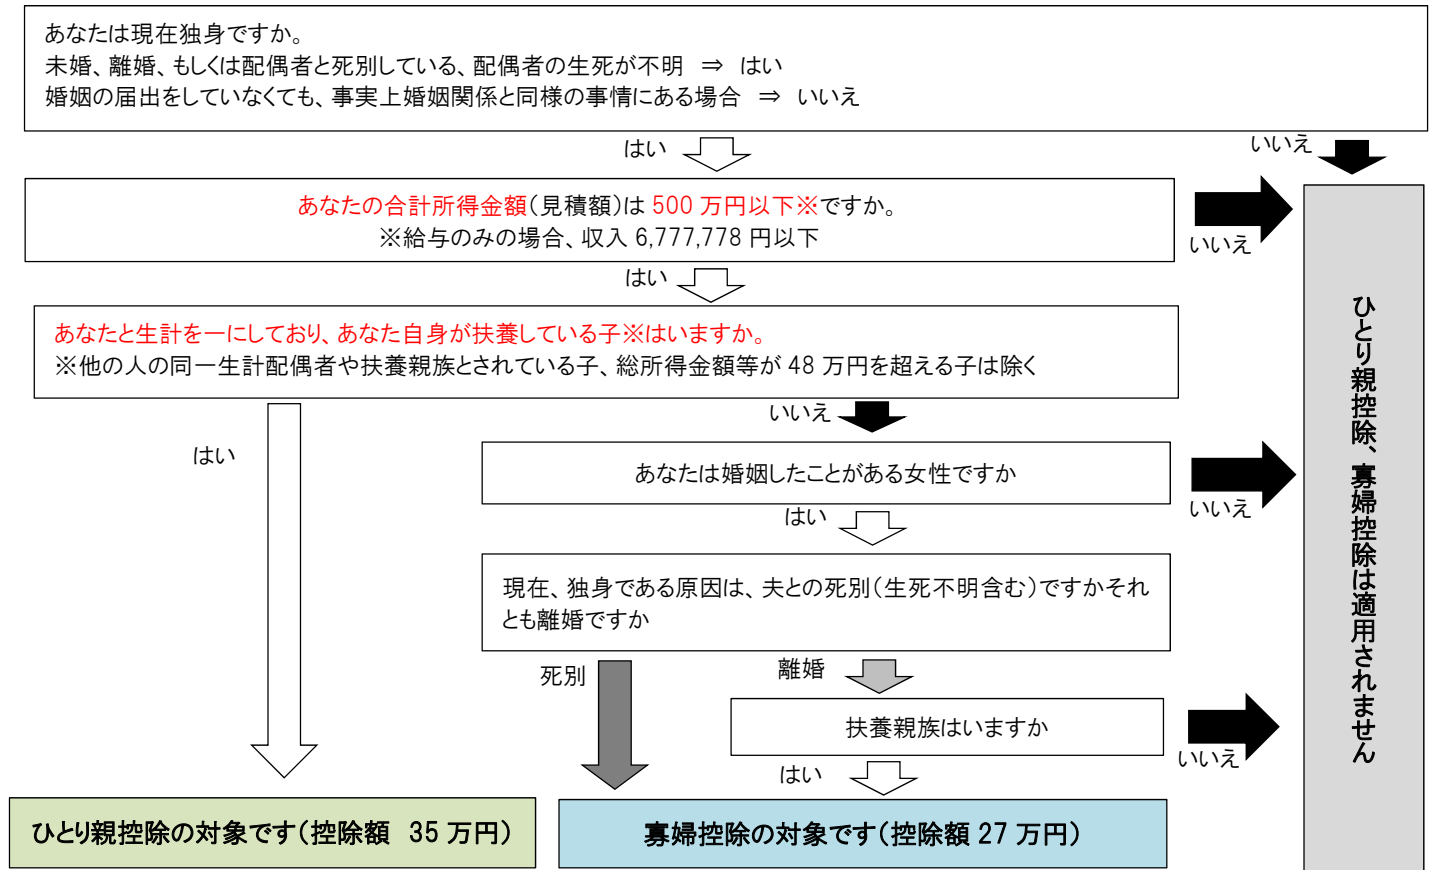 あなたは現在独身ですか。
未婚、離婚、もしくは配偶者と死別している、配偶者の生死が不明 ⇒ はい
婚姻の届出をしていなくても、事実上婚姻関係と同様の事情にある場合 ⇒ いいえ
はい
いいえ
あなたの合計所得金額(見積額)は 500 万円以下※ですか。
※給与のみの場合、収入 6,777,778 円以下
いいえ
はい
あなたと生計を一にしており、あなた自身が扶養している子※はいますか。
※他の人の同一生計配偶者や扶養親族とされている子、総所得金額等が 48 万円を超える子は除く
いいえ
はい
あなたは婚姻したことがある女性ですか
いいえ
はい
現在、独身である原因は、夫との死別(生死不明含む)ですかそれ
とも離婚ですか
死別
離婚
扶養親族はいますか
いいえ
はい
ひとり親控除の対象です(控除額 35 万円)
寡婦控除の対象です(控除額 27 万円)
ひとり親控除、寡婦控除は適用されません